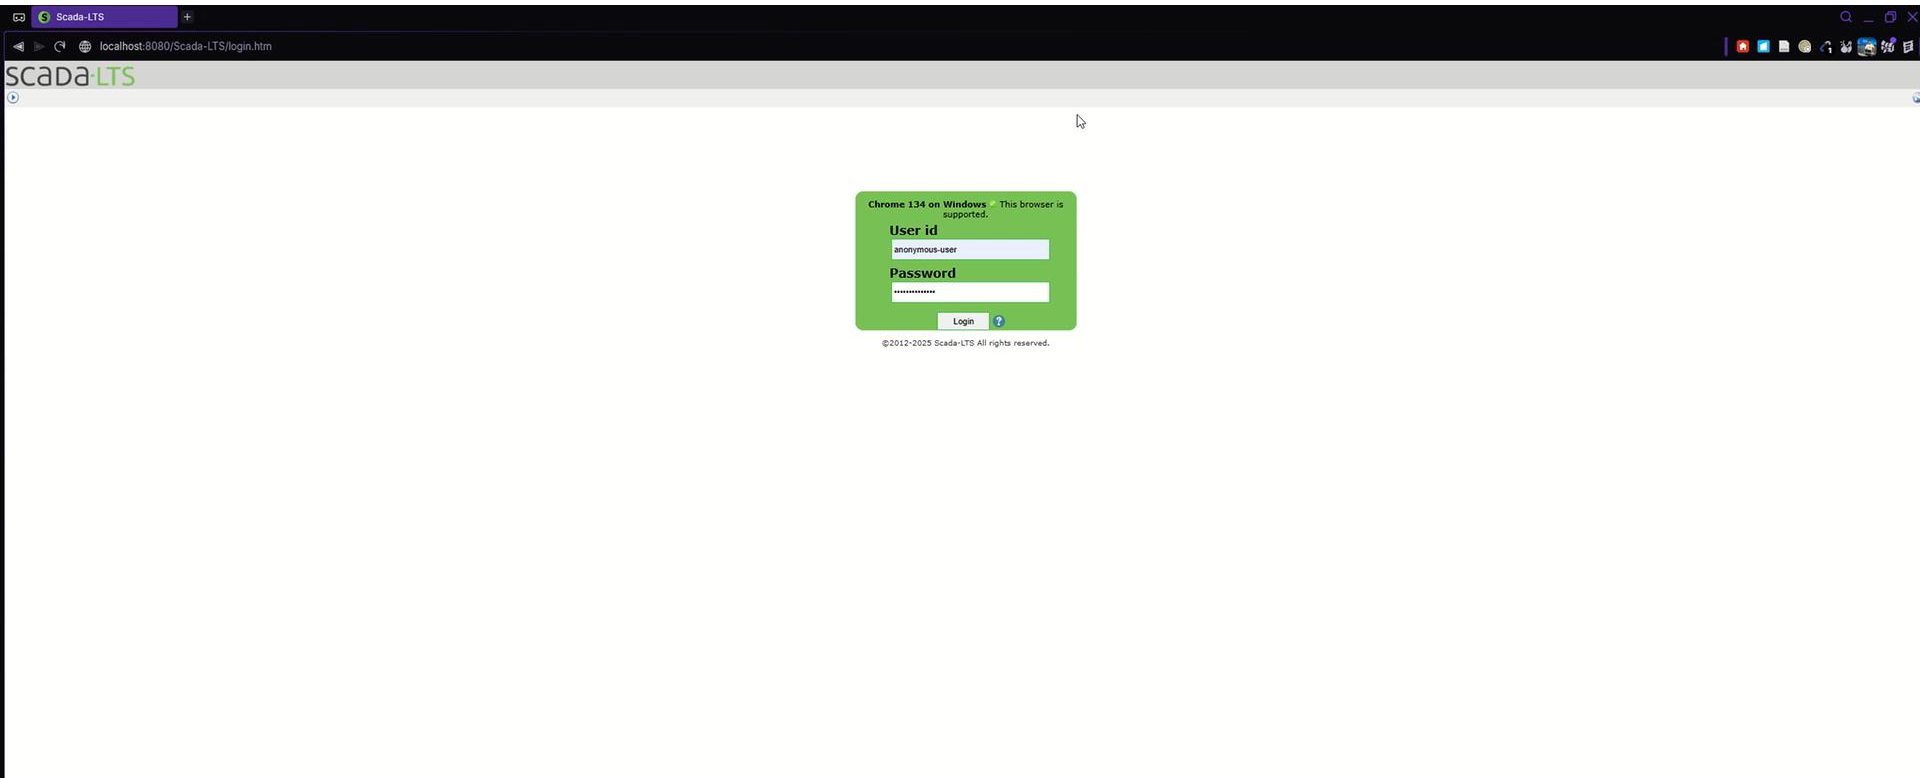 Scada-LTS
localhost:8080/Scada-LTS/login.htm
scada-LTS
Chrome 134 on Windows This browser is
supported.
User id
anonymous-user
Password
Login
©2012-2025 Scada-LTS All rights reserved.